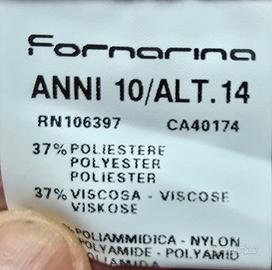 Fornarina
ANNI 10/ALT.14
RN106397 CA40174
37% POLIESTERE
POLYESTER
POLIESTER
37% VISCOSA - VISCOSE
VISKOSE
POLIAMMIDICA - NYLON
POLYAMIDE - POLYAMID
POLIAMIDA